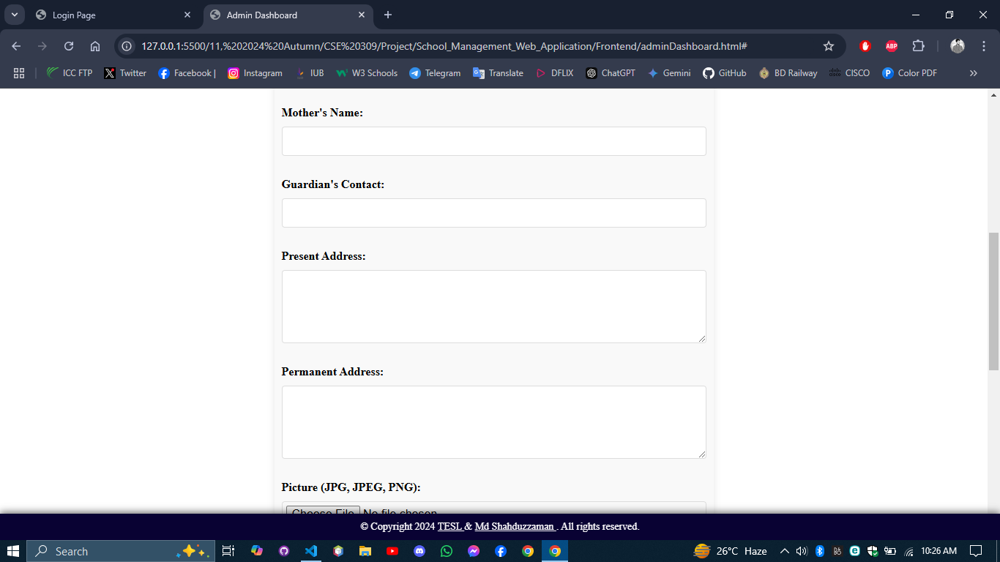 Login Page
Admin Dashboard
127.0.0.1:5500/11,%202024%20Autumn/CSE%20309/Project/School_Management_Web_Application/Frontend/adminDashboard.html#
ABP
ICC FTP Twitter Facebook | Instagram IUB W3 Schools Telegram Translate DFLIX ChatGPT Gemini GitHub BD Railway CISCO Color PDF
Mother's Name:
Guardian's Contact:
Present Address:
Permanent Address:
Picture (JPG, JPEG, PNG):
Choose File No file chosen
© Copyright 2024 TESL & Md Shahduzzaman . All rights reserved.
Search
26°C Haze
10:26 AM